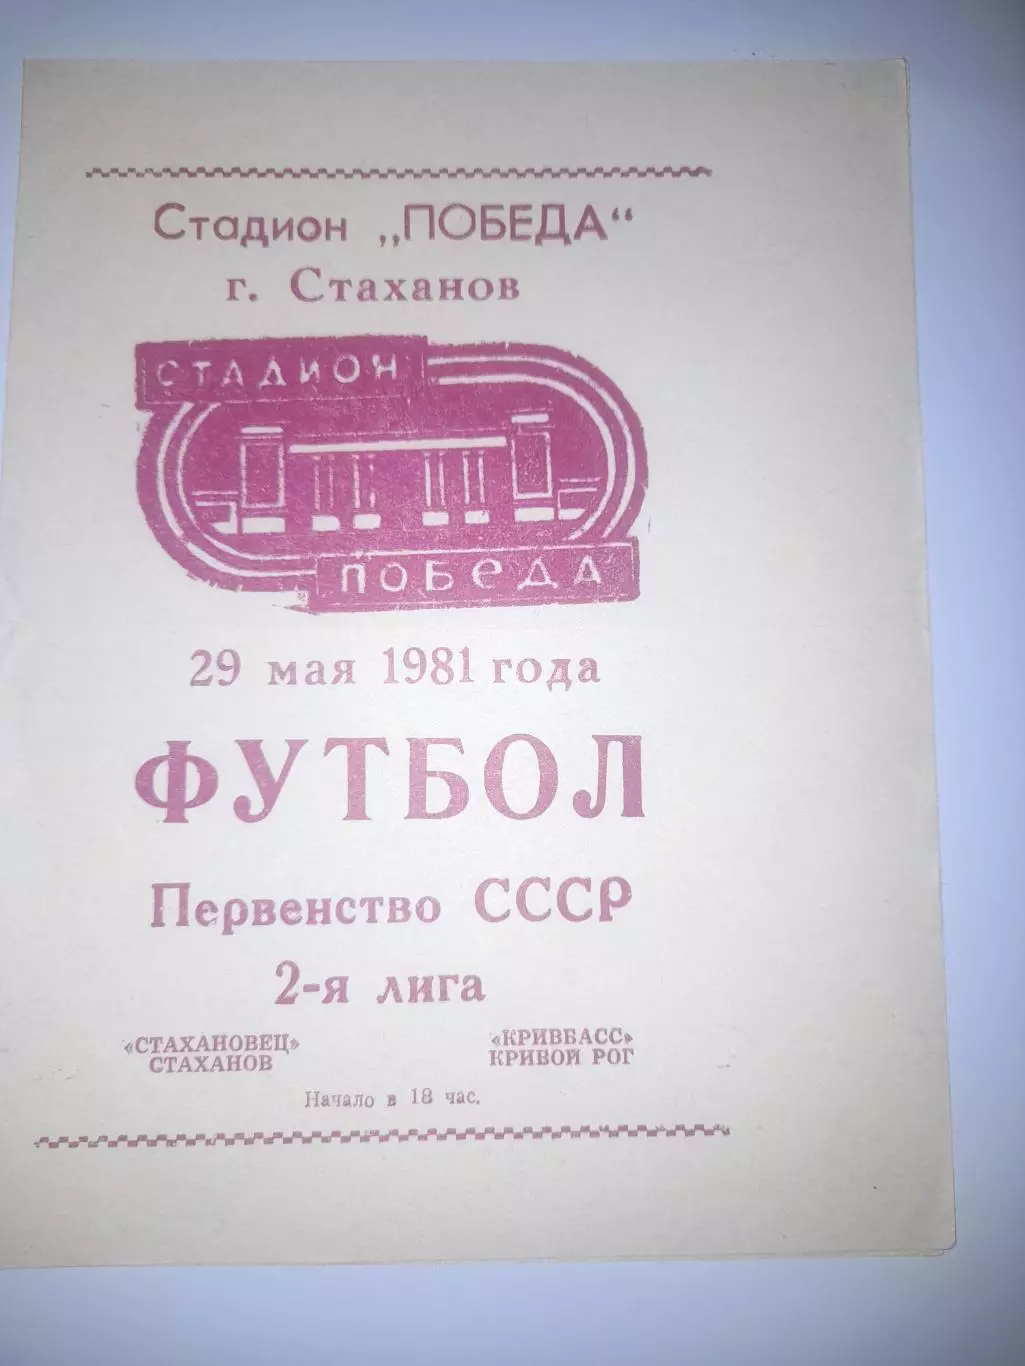 Стадион „ПОБЕДА“
г. Стаханов
СТАДИОН
ПОБЕДА
29 мая 1981 года
ФУТБОЛ
Первенство СССР
2-я лига
«СТАХАНОВЕЦ» «КРИВБАСС»
СТАХАНОВ КРИВОЙ РОГ
Начало в 18 час.